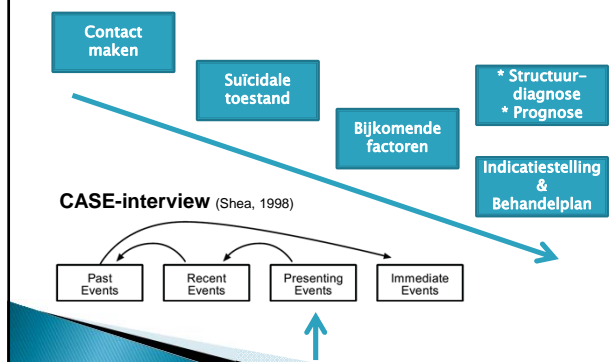 Contact
maken
Suïcidale
toestand
Bijkomende
factoren
* Structuur-
diagnose
* Prognose
Indicatiestelling
&
Behandelplan
CASE-interview (Shea, 1998)
Past
Events
Recent
Events
Presenting
Events
Immediate
Events